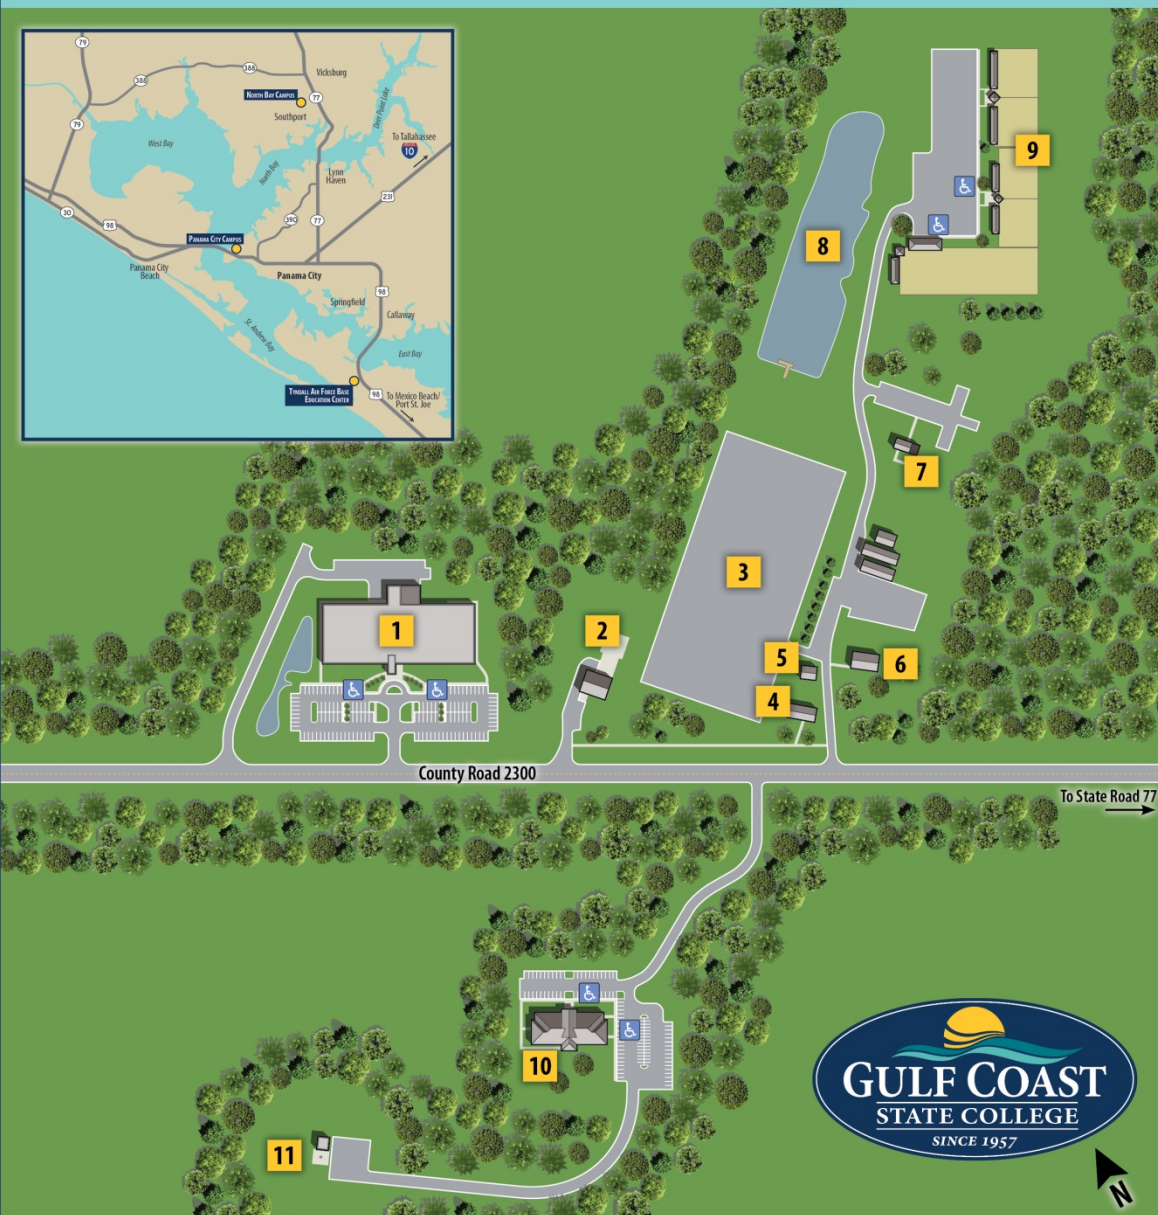 79
388
388
Vicksburg
North Bay Campus
77
Southport
Deer Point Lake
79
West Bay
To Tallahassee
10
North Bay
Lynn
Haven
231
30
98
390
77
Panama City Campus
Panama City
Beach
Panama City
98
Springfield
Callaway
St. Andrew Bay
East Bay
Tyndall Air Force Base
Education Center
98
To Mexico Beach/
Port St. Joe
9
8
7
3
1
2
5
6
4
County Road 2300
To State Road 77
10
11
GULF COAST
STATE COLLEGE
SINCE 1957
N